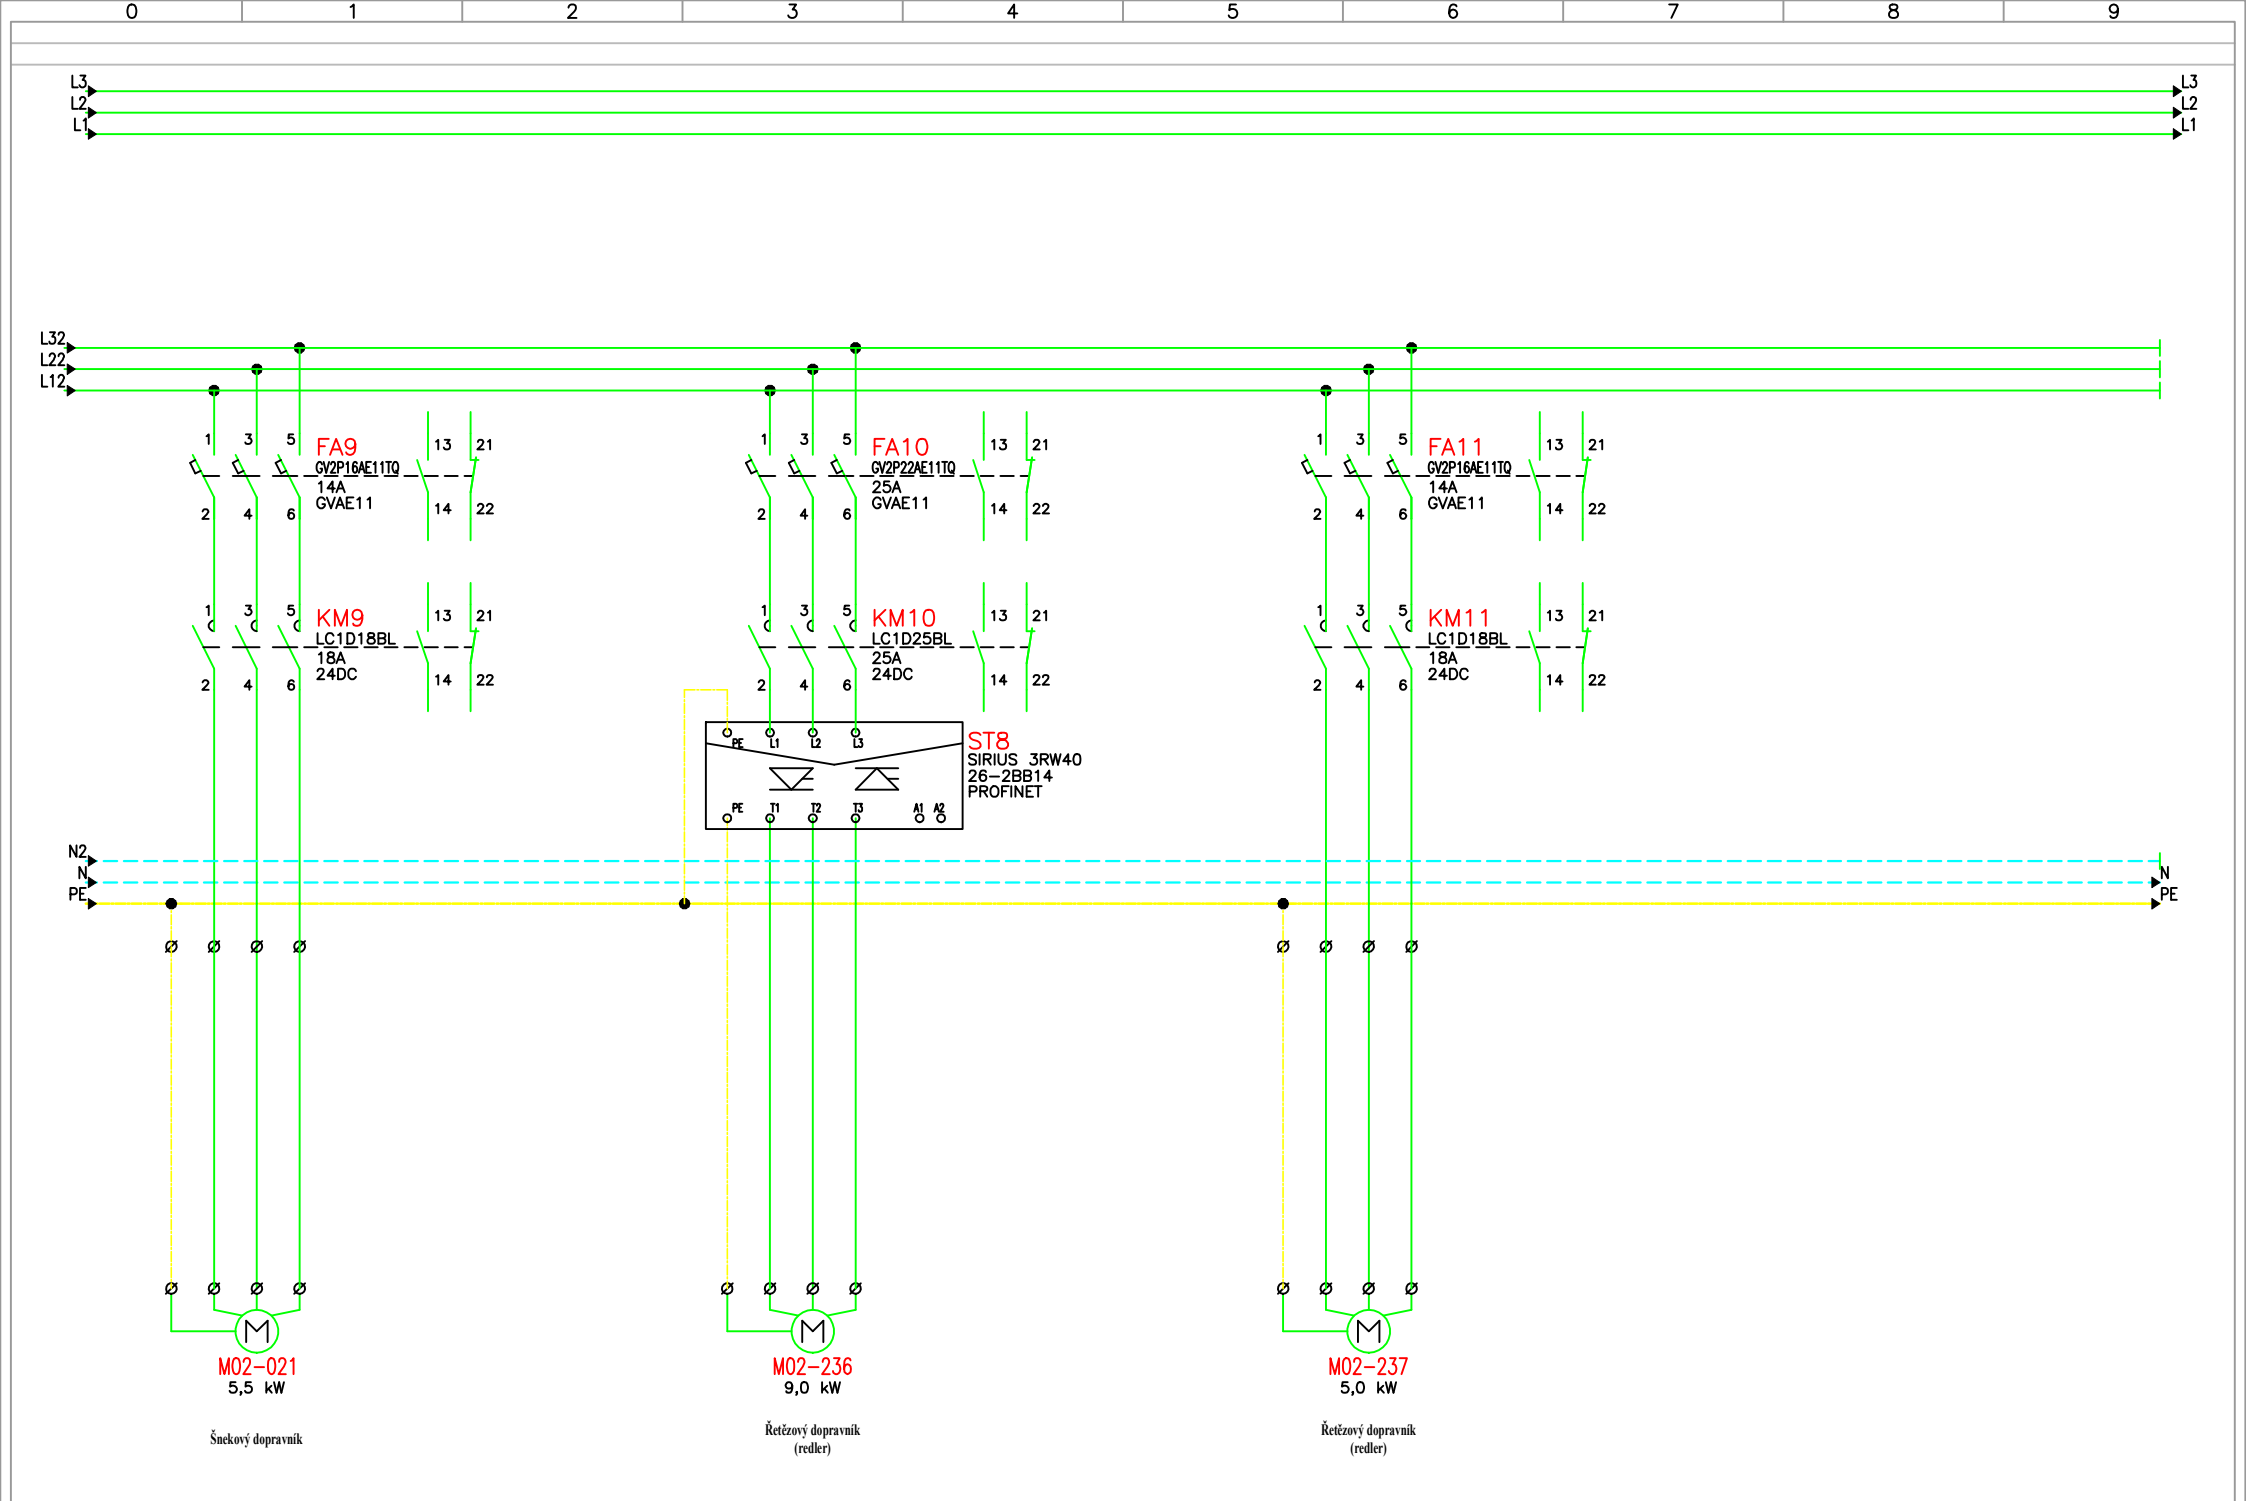 0 1 2 3 4 5 6 7 8 9
L3 L3
L2 L2
L1 L1
L32
L22
L12
1 3 5 FA9 13 21 1 3 5 FA10 13 21 1 3 5 FA11 13 21
GV2P16AE11TQ GV2P22AE11TQ GV2P16AE11TQ
14A 25A 14A
GVAE11 GVAE11 GVAE11
2 4 6 14 22 2 4 6 14 22 2 4 6 14 22
1 3 5 KM9 13 21 1 3 5 KM10 13 21 1 3 5 KM11 13 21
LC1D18BL LC1D25BL LC1D18BL
18A 25A 18A
24DC 24DC 24DC
2 4 6 14 22 2 4 6 14 22 2 4 6 14 22
PE L1 L2 L3 ST8
SIRIUS 3RW40
26-2BB14
PROFINET
PE T1 T2 T3 A1 A2
N2
N N
PE PE
M M M
M02-021 M02-236 M02-237
5,5 kW 9,0 kW 5,0 kW
Šnekový dopravník Řetězový dopravník Řetězový dopravník
(redler) (redler)